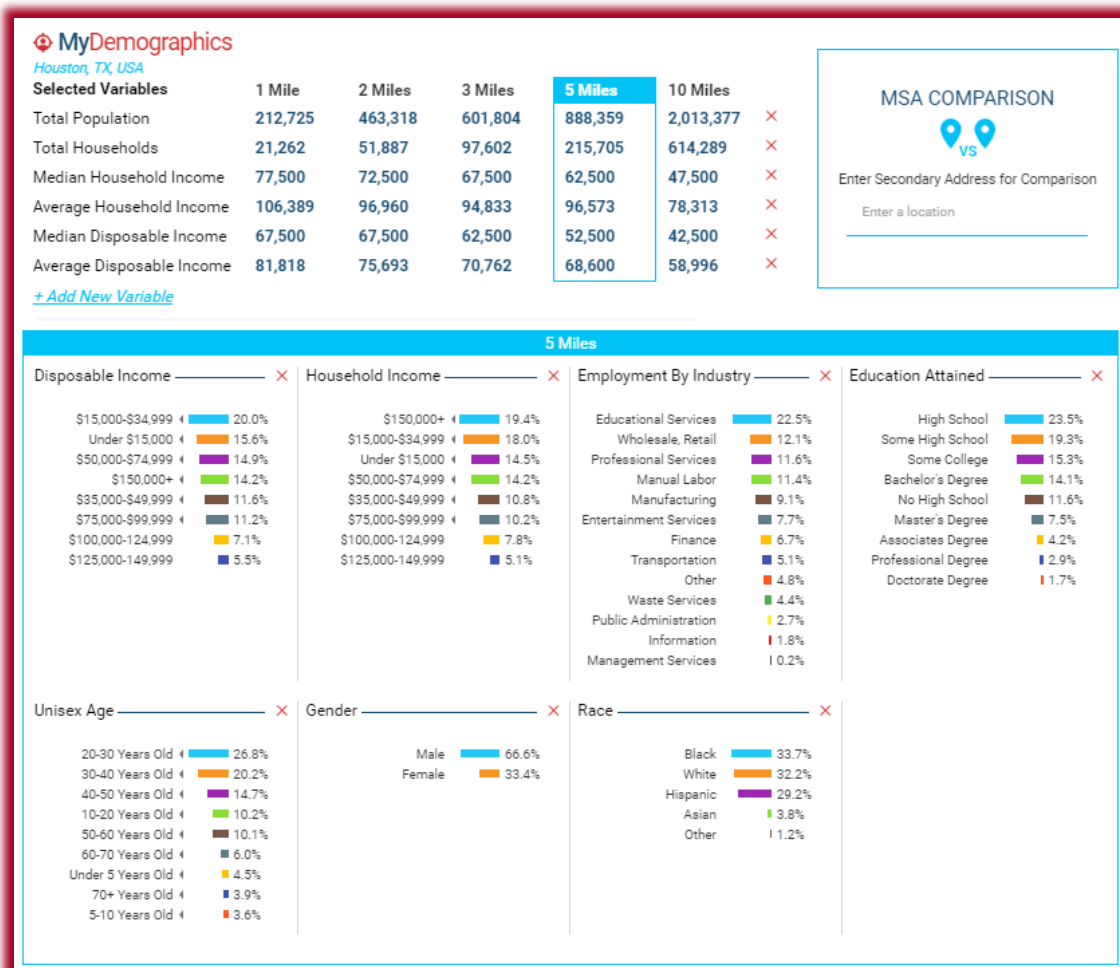 MyDemographics
Houston, TX, USA
Selected Variables 1 Mile 2 Miles 3 Miles 5 Miles 10 Miles
Total Population 212,725 463,318 601,804 888,359 2,013,377
Total Households 21,262 51,887 97,602 215,705 614,289
Median Household Income 77,500 72,500 67,500 62,500 47,500
Average Household Income 106,389 96,960 94,833 96,573 78,313
Median Disposable Income 67,500 67,500 62,500 52,500 42,500
Average Disposable Income 81,818 75,693 70,762 68,600 58,996
+ Add New Variable
MSA COMPARISON
VS
Enter Secondary Address for Comparison
Enter a location
5 Miles
Disposable Income
$15,000-$34,999 20.0%
Under $15,000 15.6%
$50,000-$74,999 14.9%
$150,000+ 14.2%
$35,000-$49,999 11.6%
$75,000-$99,999 11.2%
$100,000-124,999 7.1%
$125,000-149,999 5.5%
Household Income
$150,000+ 19.4%
$15,000-$34,999 18.0%
Under $15,000 14.5%
$50,000-$74,999 14.2%
$35,000-$49,999 10.8%
$75,000-$99,999 10.2%
$100,000-124,999 7.8%
$125,000-149,999 5.1%
Employment By Industry
Educational Services 22.5%
Wholesale, Retail 12.1%
Professional Services 11.6%
Manual Labor 11.4%
Manufacturing 9.1%
Entertainment Services 7.7%
Finance 6.7%
Transportation 5.1%
Other 4.8%
Waste Services 4.4%
Public Administration 2.7%
Information 1.8%
Management Services 0.2%
Education Attained
High School 23.5%
Some High School 19.3%
Some College 15.3%
Bachelor's Degree 14.1%
No High School 11.6%
Master's Degree 7.5%
Associates Degree 4.2%
Professional Degree 2.9%
Doctorate Degree 1.7%
Unisex Age
20-30 Years Old 26.8%
30-40 Years Old 20.2%
40-50 Years Old 14.7%
10-20 Years Old 10.2%
50-60 Years Old 10.1%
60-70 Years Old 6.0%
Under 5 Years Old 4.5%
70+ Years Old 3.9%
5-10 Years Old 3.6%
Gender
Male 66.6%
Female 33.4%
Race
Black 33.7%
White 32.2%
Hispanic 29.2%
Asian 3.8%
Other 1.2%